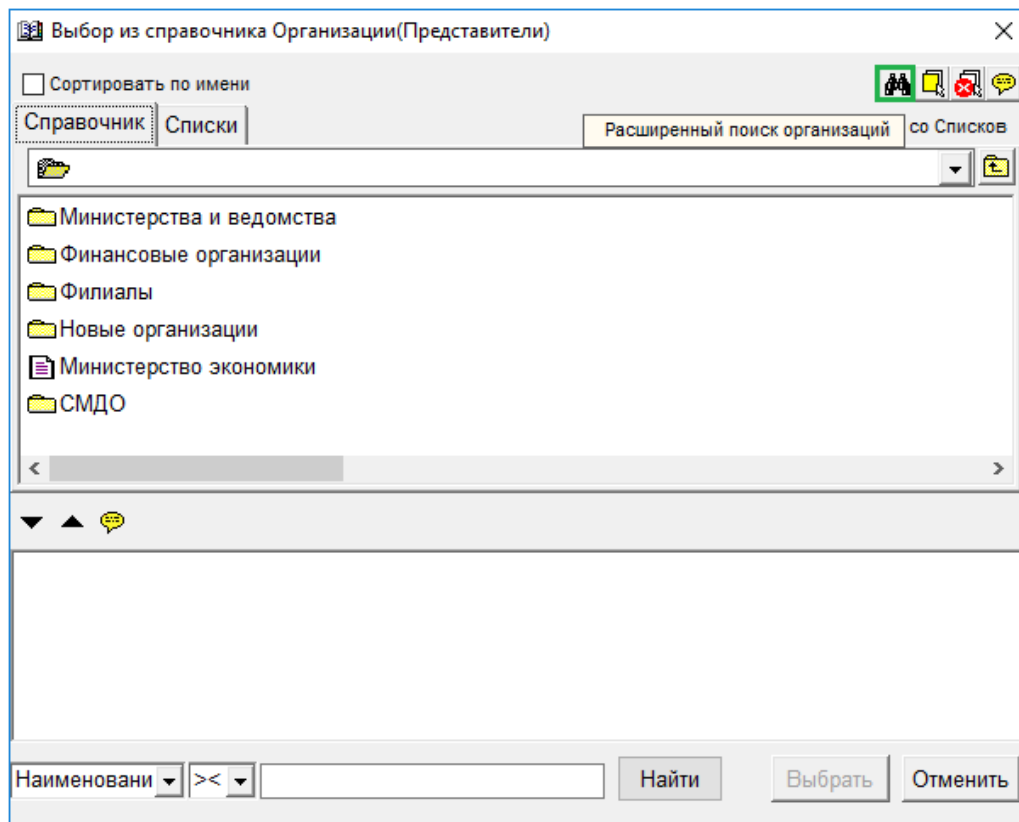 Выбор из справочника Организации(Представители)
Сортировать по имени
Справочник Списки Расширенный поиск организаций со Списков
Министерства и ведомства
Финансовые организации
Филиалы
Новые организации
Министерство экономики
СМДО
Наименовани >< Найти Выбрать Отменить